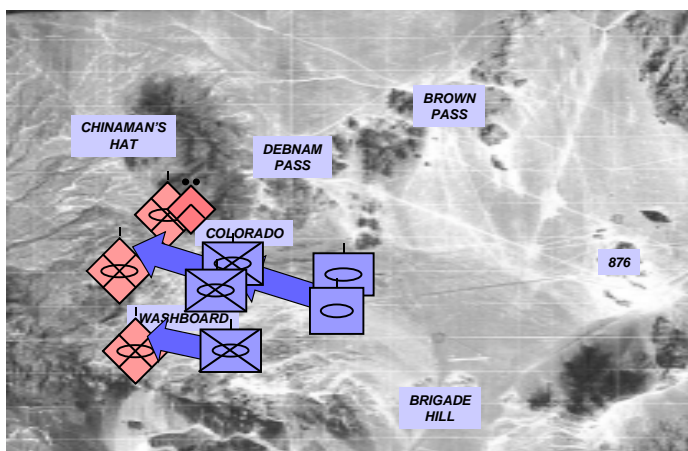 BROWN
PASS
CHINAMAN'S
HAT
DEBNAM
PASS
COLORADO
876
WASHBOARD
BRIGADE
HILL